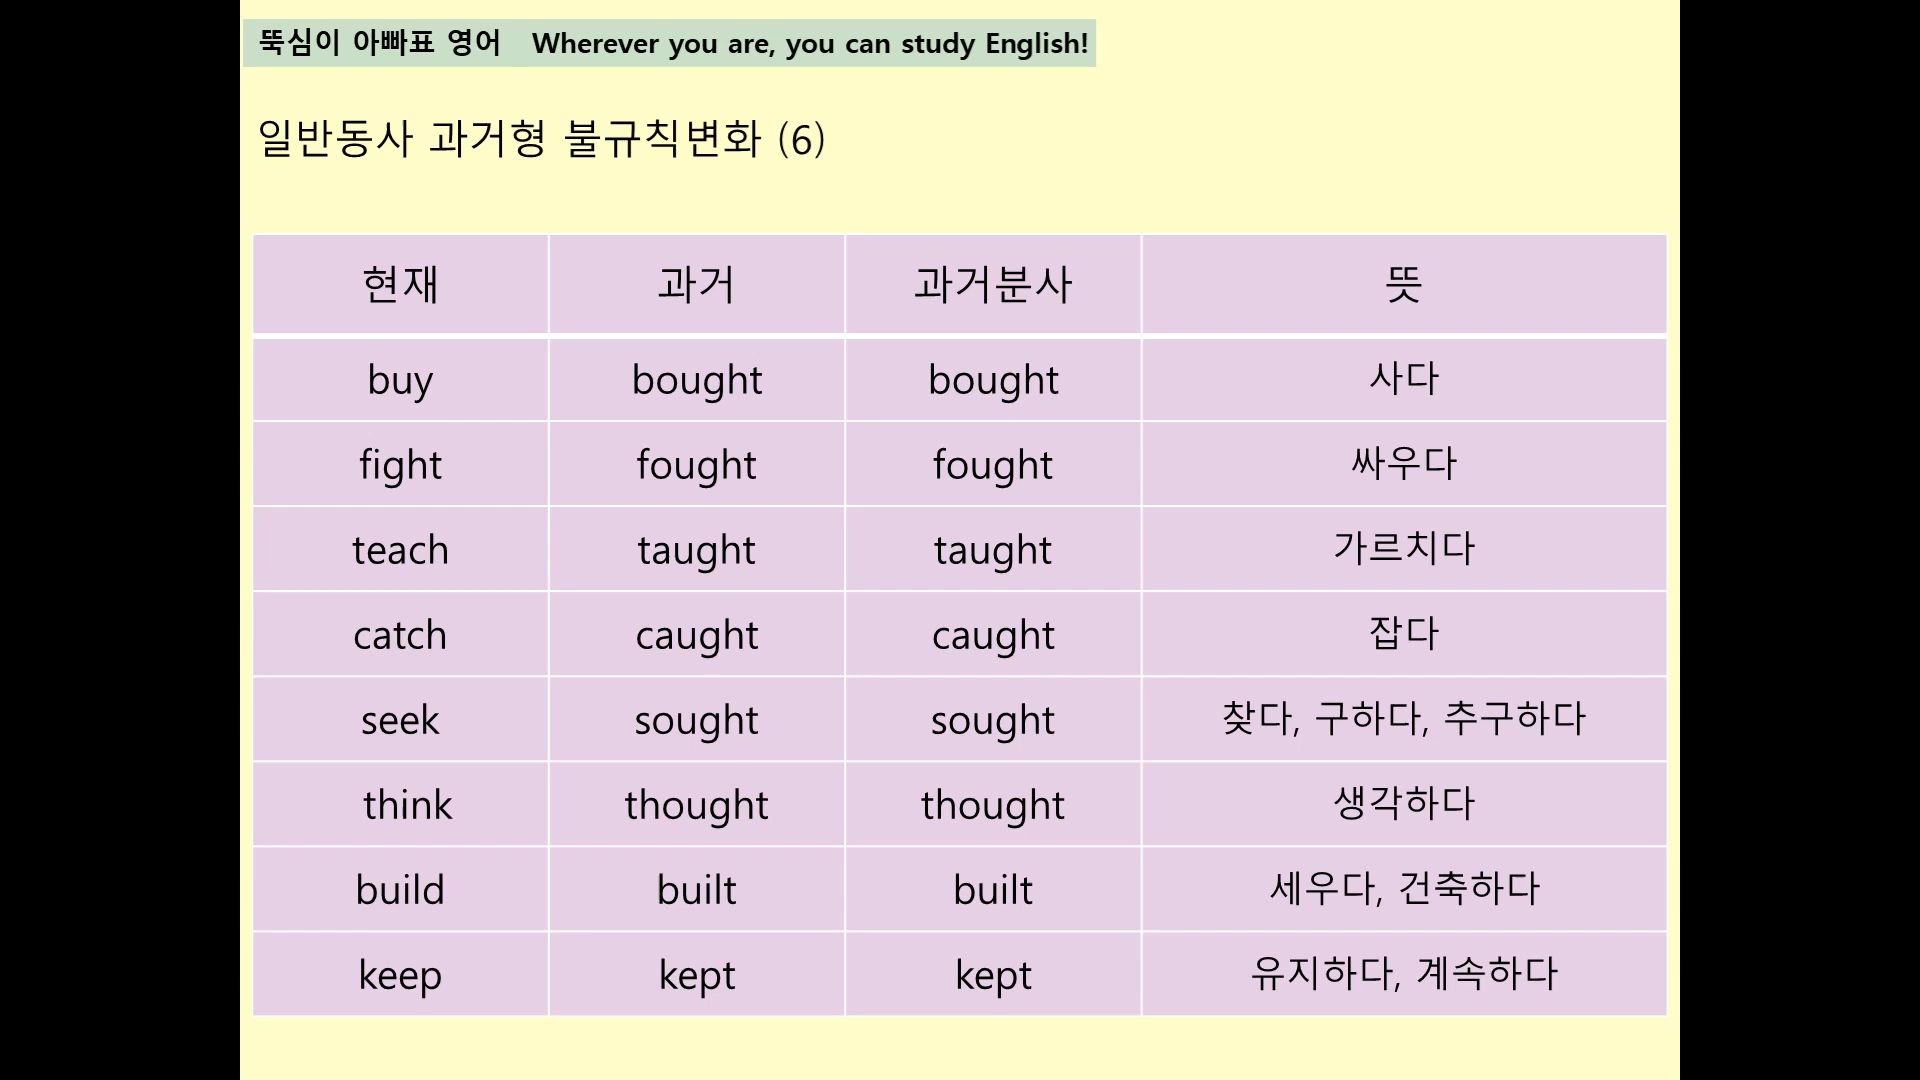 뚝심이 아빠표 영어 Wherever you are, you can study English!
일반동사 과거형 불규칙변화 (6)
현재 과거 과거분사 뜻
buy bought bought 사다
fight fought fought 싸우다
teach taught taught 가르치다
catch caught caught 잡다
seek sought sought 찾다, 구하다, 추구하다
think thought thought 생각하다
build built built 세우다, 건축하다
keep kept kept 유지하다, 계속하다